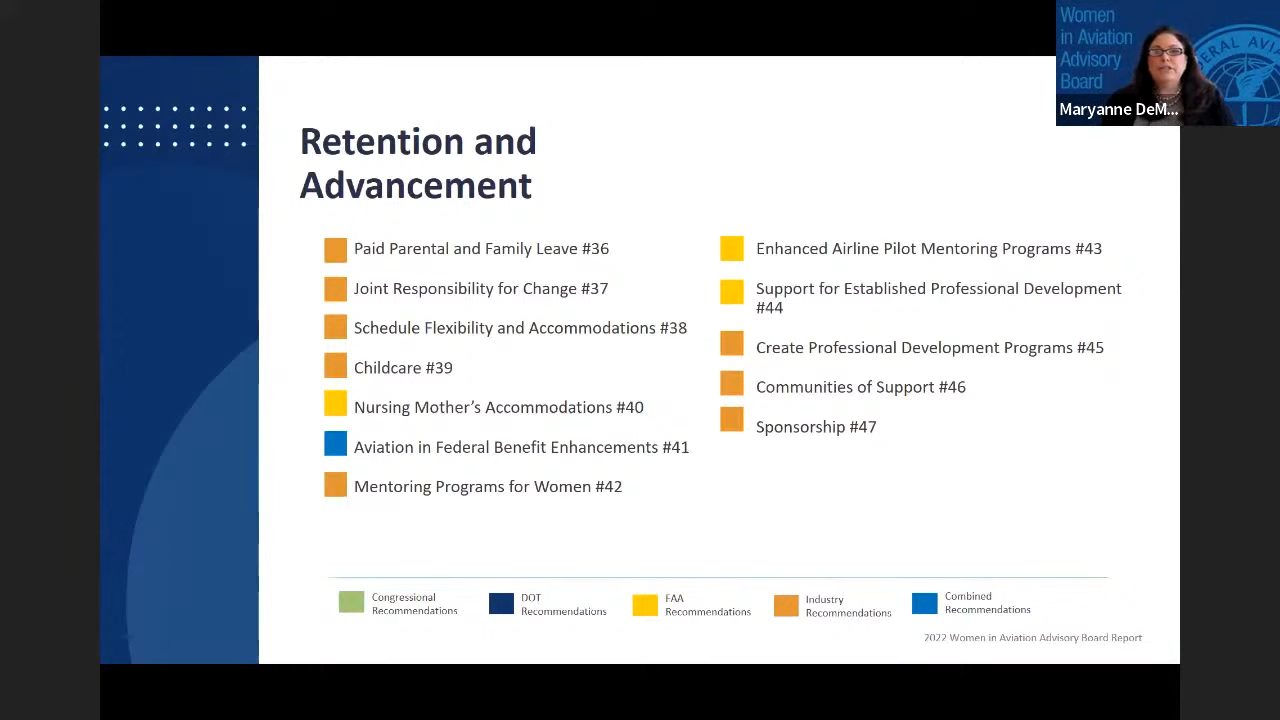 Women
in Aviation
Advisory
Board
Maryanne DeM...
Retention and
Advancement
Paid Parental and Family Leave #36
Joint Responsibility for Change #37
Schedule Flexibility and Accommodations #38
Childcare #39
Nursing Mother's Accommodations #40
Aviation in Federal Benefit Enhancements #41
Mentoring Programs for Women #42
Enhanced Airline Pilot Mentoring Programs #43
Support for Established Professional Development
#44
Create Professional Development Programs #45
Communities of Support #46
Sponsorship #47
Congressional
Recommendations
DOT
Recommendations
FAA
Recommendations
Industry
Recommendations
Combined
Recommendations
2022 Women in Aviation Advisory Board Report